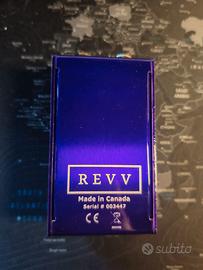 REVV
Made in Canada
Serial # 003447
CE
subito